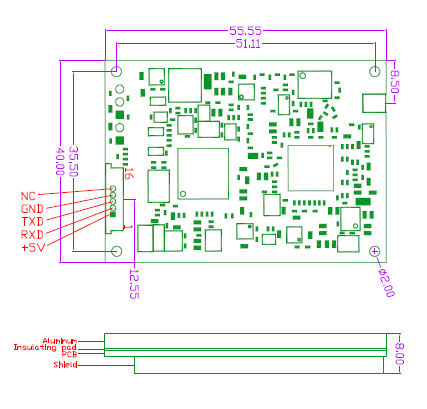 55.55
51.11
8.50
40.00
35.50
16
NC
GND
TXD
RXD
+5V
1
12.55
ø2.00
Aluminum
Insulating pad
PCB
Shield
8.00